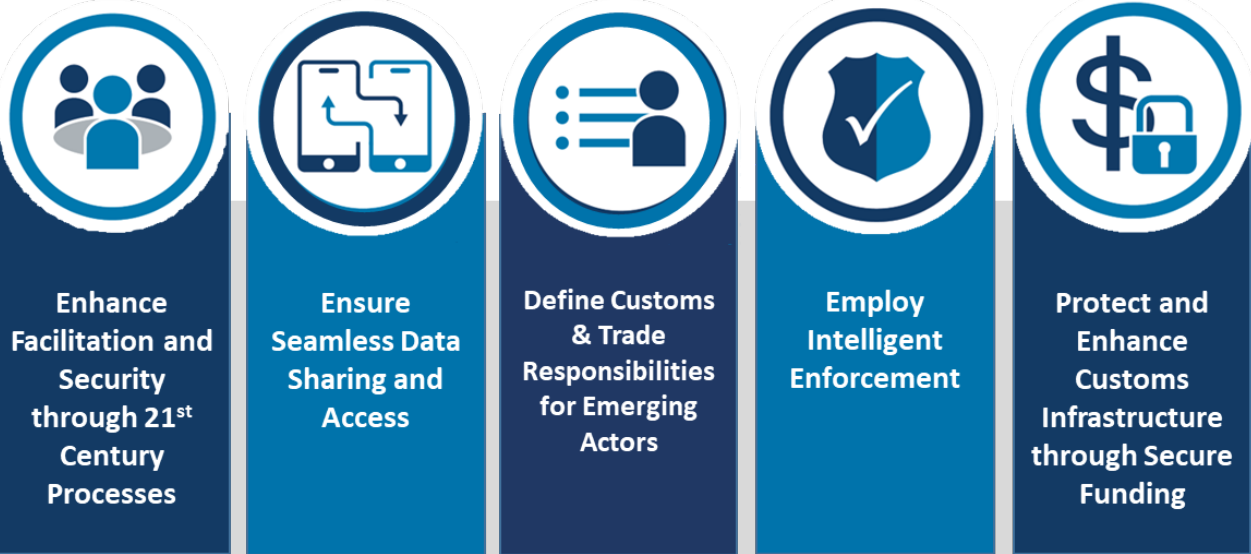 Enhance
Facilitation and
Security
through 21st
Century
Processes
Ensure
Seamless Data
Sharing and
Access
Define Customs
& Trade
Responsibilities
for Emerging
Actors
Employ
Intelligent
Enforcement
Protect and
Enhance
Customs
Infrastructure
through Secure
Funding